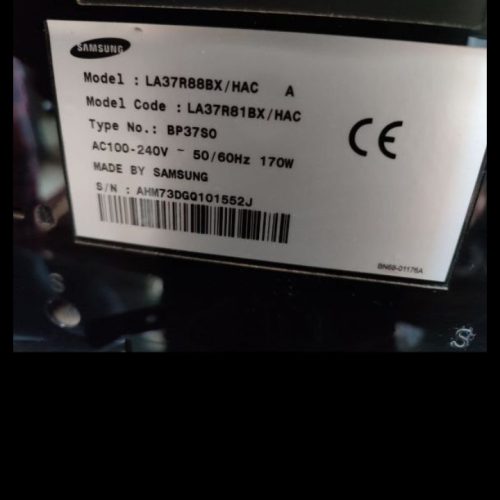 SAMSUNG
Model : LA37R88BX/HAC A
Model Code : LA37R81BX/HAC
Type No.: BP37S0
AC100-240V ~ 50/60Hz 170W
MADE BY SAMSUNG
S/N : AHM73DGQ101552J
CE
BN68-01176A